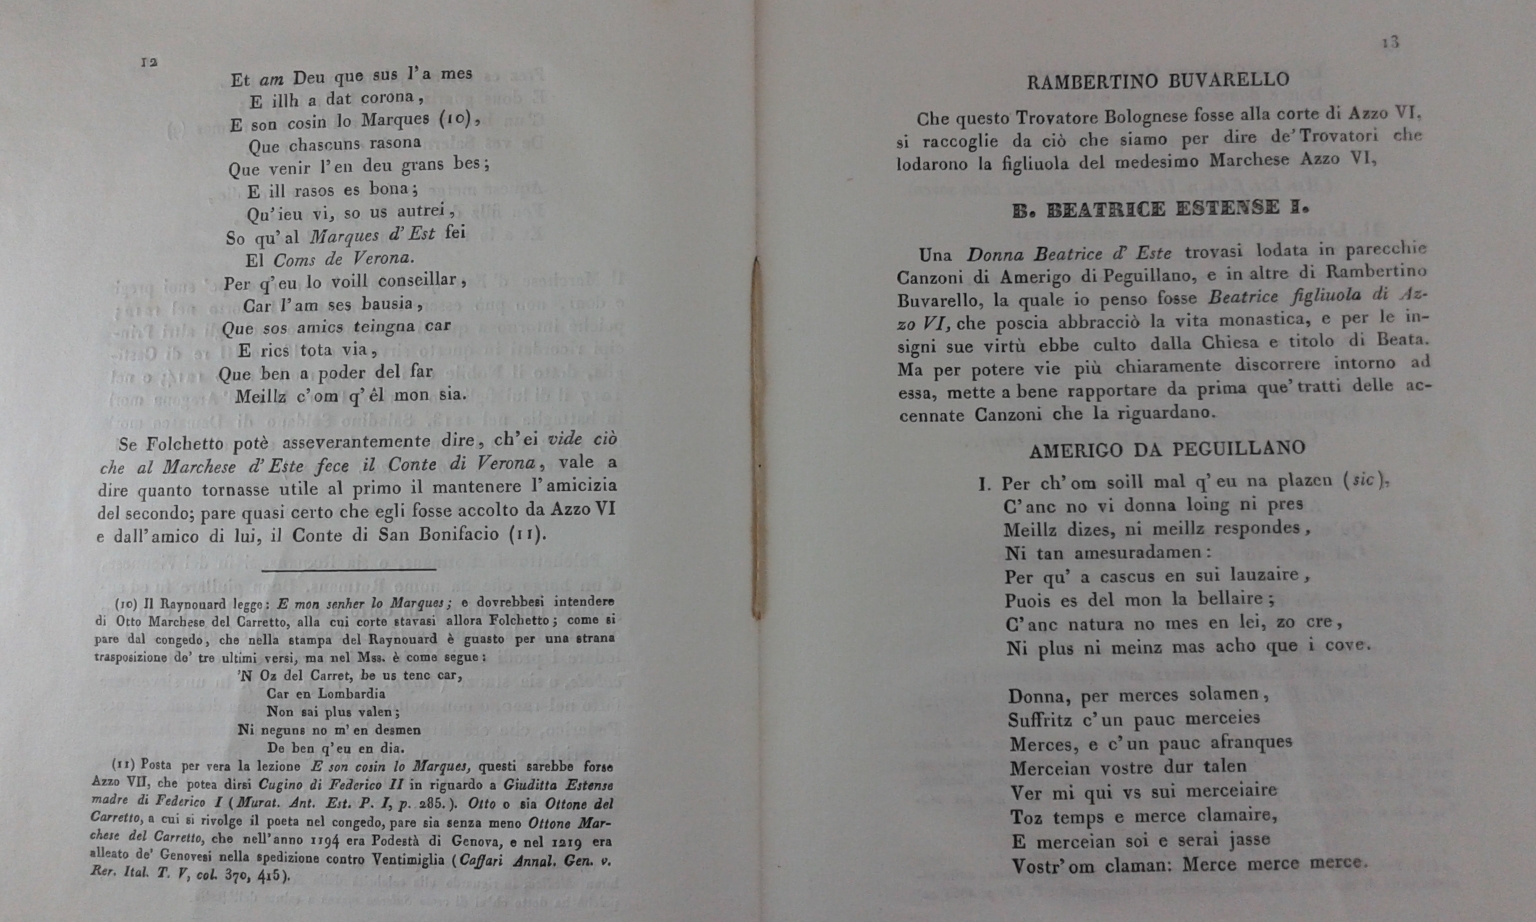 12
Et am Deu que sus l'a mes
E illh a dat corona,
E son cosin lo Marques (10),
Que chascuns rasona
Que venir l'en deu grans bes;
E ill rasos es bona;
Qu'ieu vi, so us autrei,
So qu'al Marques d'Est fei
El Coms de Verona.
Per q'eu lo voill conseillar,
Car l'am ses bausia,
Que sos amics teingna car
E rics tota via,
Que ben a poder del far
Meillz c'om q'êl mon sia.
Se Folchetto potè asseverantemente dire, ch'ei vide ciò
che al Marchese d'Este fece il Conte di Verona, vale a
dire quanto tornasse utile al primo il mantenere l'amicizia
del secondo; pare quasi certo che egli fosse accolto da Azzo VI
e dall'amico di lui, il Conte di San Bonifacio (11).
(10) Il Raynouard legge: E mon senher lo Marques; e dovrebbesi intendere
di Otto Marchese del Carretto, alla cui corte stavasi allora Folchetto; come si
pare dal congedo, che nella stampa del Raynouard è guasto per una strana
trasposizione de' tre ultimi versi, ma nel Mss. è come segue:
'N Oz del Carret, be us tenc car,
Car en Lombardia
Non sai plus valen;
Ni neguns no m'en desmen
De ben q'eu en dia.
(11) Posta per vera la lezione E son cosin lo Marques, questi sarebbe forse
Azzo VII, che potea dirsi Cugino di Federico II in riguardo a Giuditta Estense
madre di Federico I (Murat. Ant. Est. P. I, p. 285.). Otto o sia Ottone del
Carretto, a cui si rivolge il poeta nel congedo, pare sia senza meno Ottone Mar-
chese del Carretto, che nell'anno 1194 era Podestà di Genova, e nel 1219 era
alleato de' Genovesi nella spedizione contro Ventimiglia (Caffari Annal. Gen. v.
Rer. Ital. T. V, col. 370, 415).
13
RAMBERTINO BUVARELLO
Che questo Trovatore Bolognese fosse alla corte di Azzo VI,
si raccoglie da ciò che siamo per dire de' Trovatori che
lodarono la figliuola del medesimo Marchese Azzo VI,
B. BEATRICE ESTENSE I.
Una Donna Beatrice d'Este trovasi lodata in parecchie
Canzoni di Amerigo di Peguillano, e in altre di Rambertino
Buvarello, la quale io penso fosse Beatrice figliuola di Az-
zo VI, che poscia abbracciò la vita monastica, e per le in-
signi sue virtù ebbe culto dalla Chiesa e titolo di Beata.
Ma per potere vie più chiaramente discorrere intorno ad
essa, mette a bene rapportare da prima que' tratti delle ac-
cennate Canzoni che la riguardano.
AMERIGO DA PEGUILLANO
I. Per ch'om soill mal q'eu na plazen (sic),
C'anc no vi donna loing ni pres
Meillz dizes, ni meillz respondes,
Ni tan amesuradamen:
Per qu' a cascus en sui lauzaire,
Puois es del mon la bellaire;
C'anc natura no mes en lei, zo cre,
Ni plus ni meinz mas acho que i cove.
Donna, per merces solamen,
Suffritz c'un pauc merceies
Merces, e c'un pauc afranques
Merceian vostre dur talen
Ver mi qui vs sui merceiaire
Toz temps e merce clamaire,
E merceian soi e serai jasse
Vostr'om claman: Merce merce merce.